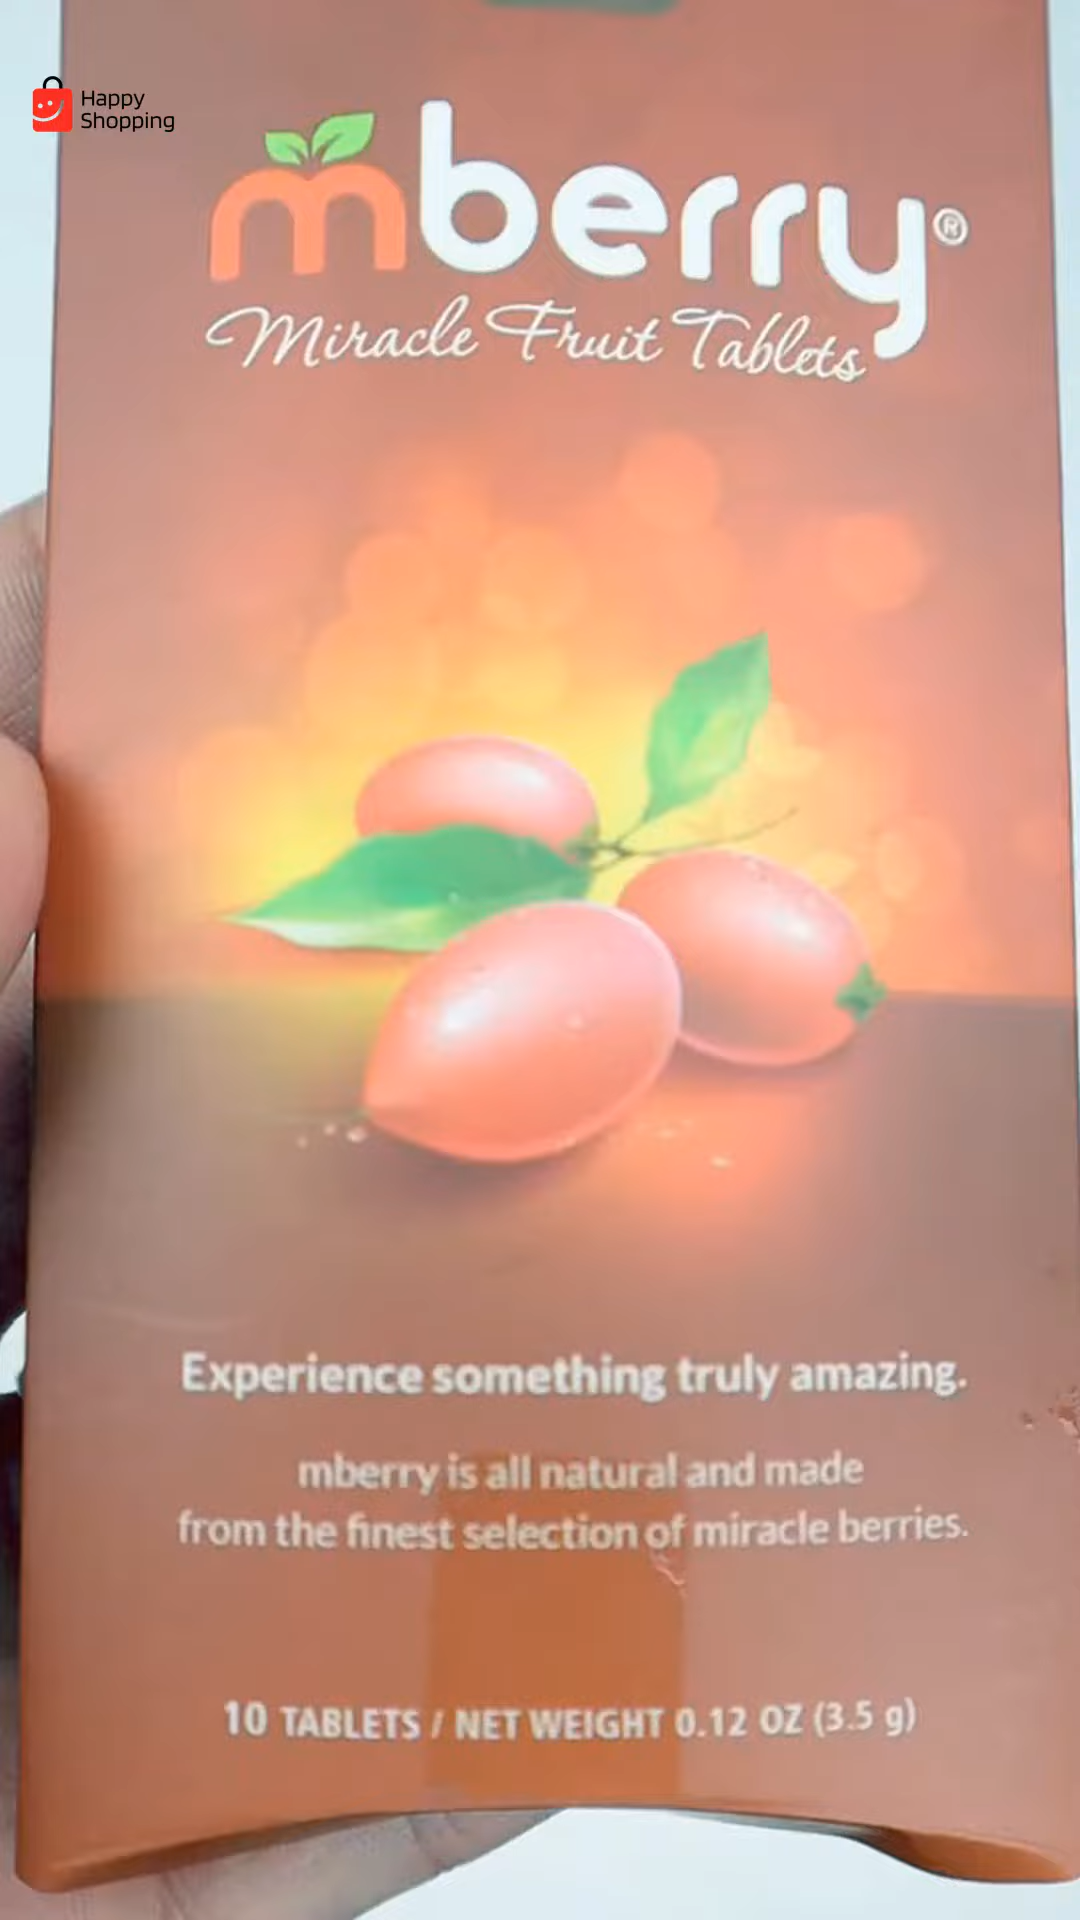 Happy
Shopping
mberry®
Miracle Fruit Tablets
Experience something truly amazing.
mberry is all natural and made
from the finest selection of miracle berries.
10 TABLETS / NET WEIGHT 0.12 OZ (3.5 g)